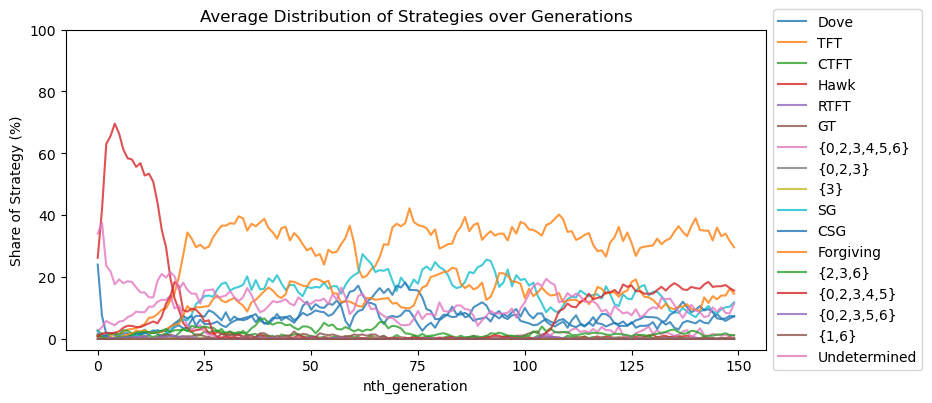 Average Distribution of Strategies over Generations
Share of Strategy (%)
100
80
60
40
20
0
0
25
50
75
100
125
150
nth_generation
Dove
TFT
CTFT
Hawk
RTFT
GT
{0,2,3,4,5,6}
{0,2,3}
{3}
SG
CSG
Forgiving
{2,3,6}
{0,2,3,4,5}
{0,2,3,5,6}
{1,6}
Undetermined